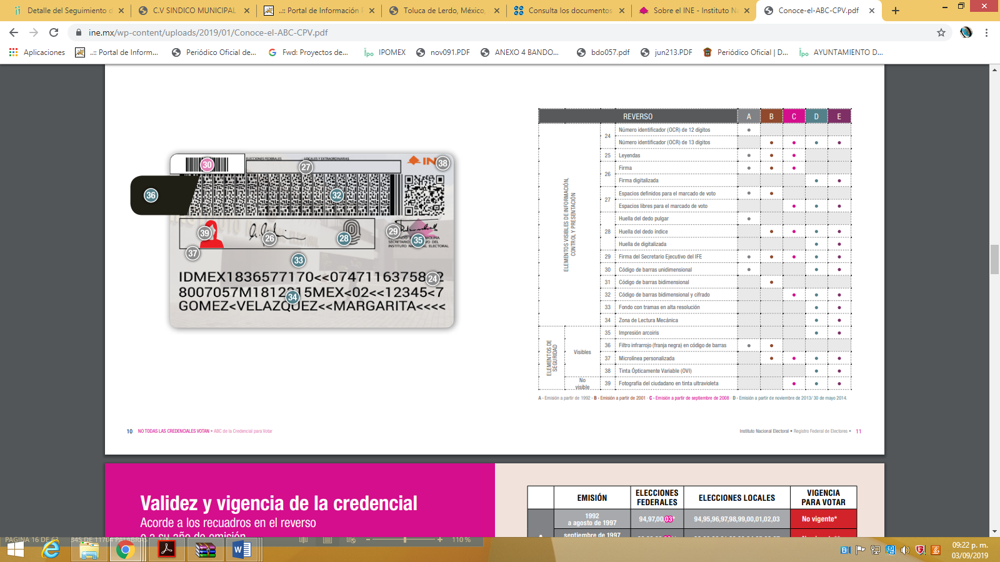 Detalle del Seguimiento d
C.V SINDICO MUNICIPAL
..:: Portal de Información P
Toluca de Lerdo, México,
Consulta los documentos
Sobre el INE - Instituto Na
Conoce-el-ABC-CPV.pdf
ine.mx/wp-content/uploads/2019/01/Conoce-el-ABC-CPV.pdf
Aplicaciones
..:: Portal de Inform...
Periódico Oficial de...
Fwd: Proyectos de...
IPOMEX
nov091.PDF
ANEXO 4 BANDO...
bdo057.pdf
jun213.PDF
Periódico Oficial | D...
AYUNTAMIENTO D...
30
ELECCIONES FEDERALES
LOCALES Y EXTRAORDINARIAS
27
INE
38
36
32
39
26
28
29
35
SECRETARIO
DEL
INSTITUTO NACIONAL ELECTORAL
37
33
IDMEX1836577170<<07471163758
24
2
8007057M1812
34
5MEX<02<<12345<7
GOMEZ<VELAZQUEZ<<MARGARITA<<<<
REVERSO A B C D E
ELEMENTOS VISIBLES DE INFORMACIÓN,
CONTROL Y PRESENTACIÓN
24 Número identificador (OCR) de 12 dígitos
Número identificador (OCR) de 13 dígitos
25 Leyendas
26 Firma
Firma digitalizada
27 Espacios definidos para el marcado de voto
Espacios libres para el marcado de voto
28 Huella del dedo pulgar
Huella del dedo índice
Huella de digitalizada
29 Firma del Secretario Ejecutivo del IFE
30 Código de barras unidimensional
31 Código de barras bidimensional
32 Código de barras bidimensional y cifrado
33 Fondo con tramas en alta resolución
34 Zona de Lectura Mecánica
ELEMENTOS DE
SEGURIDAD
Visibles
35 Impresión arcoiris
36 Filtro infrarrojo (franja negra) en código de barras
37 Microlínea personalizada
38 Tinta Ópticamente Variable (OVI)
No
visible
39 Fotografía del ciudadano en tinta ultravioleta
A - Emisión a partir de 1992 · B - Emisión a partir de 2001 · C - Emisión a partir de septiembre de 2008 · D - Emisión a partir de noviembre de 2013/ 30 de mayo 2014.
10 NO TODAS LAS CREDENCIALES VOTAN • ABC de la Credencial para Votar
Instituto Nacional Electoral • Registro Federal de Electores • 11
Validez y vigencia de la credencial
Acorde a los recuadros en el reverso
o a su año de emisión
EMISIÓN
ELECCIONES
FEDERALES
ELECCIONES LOCALES
VIGENCIA
PARA VOTAR
1992
a agosto de 1997
94,97,00,03*
94,95,96,97,98,99,00,01,02,03
No vigente*
A
septiembre de 1997
PÁGINA 16 DE 63
345 DE 11704 PALABRAS
110 %
09:22 p. m.
03/09/2019